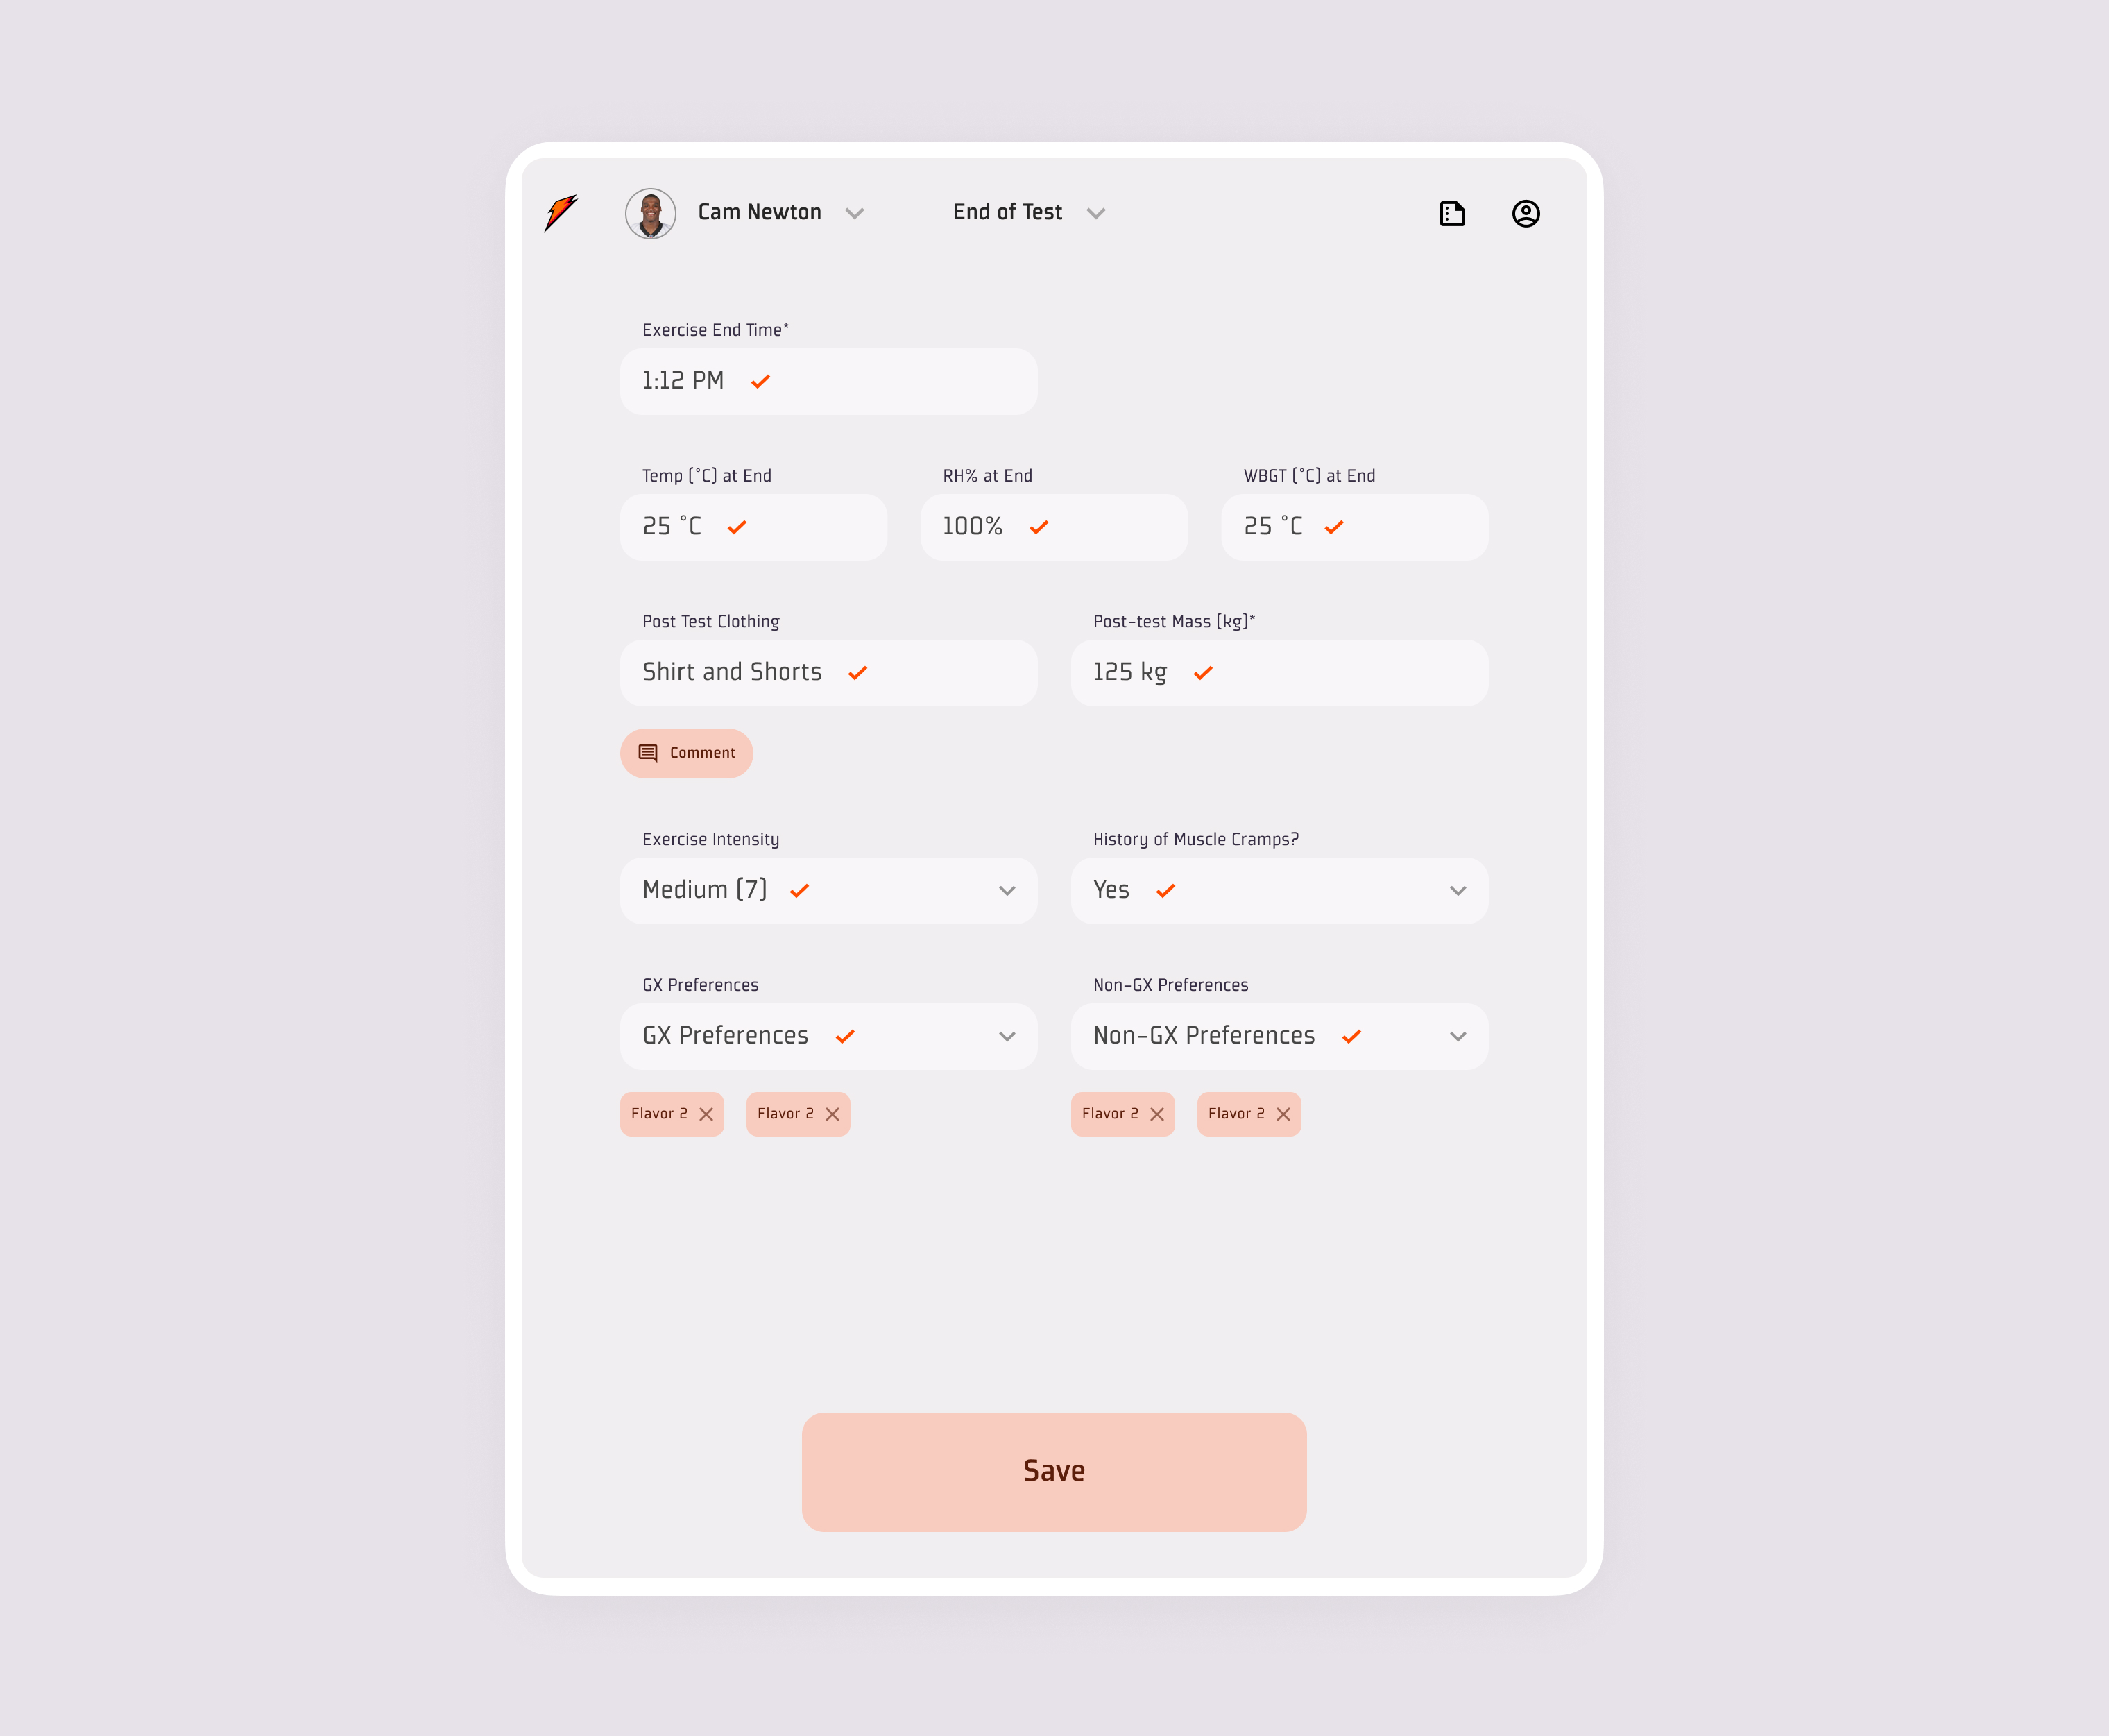 Cam Newton
End of Test
Exercise End Time*
1:12 PM
Temp (°C) at End
RH% at End
WBGT (°C) at End
25 °C
100%
25 °C
Post Test Clothing
Post-test Mass (kg)*
Shirt and Shorts
125 kg
Comment
Exercise Intensity
History of Muscle Cramps?
Medium (7)
Yes
GX Preferences
Non-GX Preferences
GX Preferences
Non-GX Preferences
Flavor 2
Flavor 2
Flavor 2
Flavor 2
Save